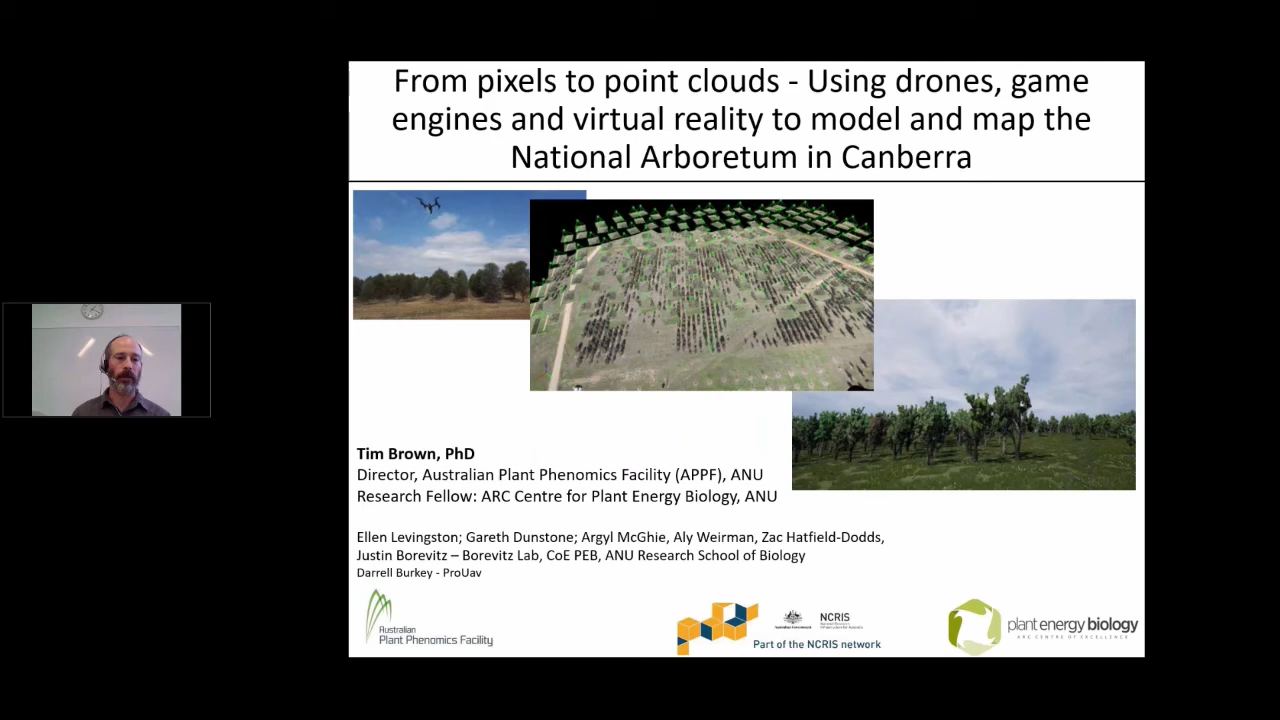 From pixels to point clouds - Using drones, game
engines and virtual reality to model and map the
National Arboretum in Canberra
Tim Brown, PhD
Director, Australian Plant Phenomics Facility (APPF), ANU
Research Fellow: ARC Centre for Plant Energy Biology, ANU
Ellen Levingston; Gareth Dunstone; Argyl McGhie, Aly Weirman, Zac Hatfield-Dodds,
Justin Borevitz – Borevitz Lab, CoE PEB, ANU Research School of Biology
Darrell Burkey - ProUav
Australian
Plant Phenomics Facility
NCRIS
Part of the NCRIS network
plant energy biology
ARC CENTRE OF EXCELLENCE